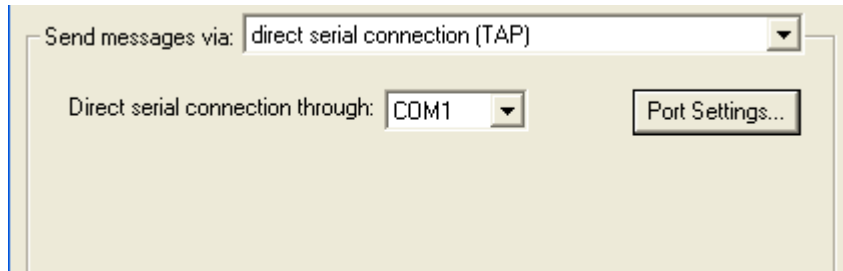 Send messages via: direct serial connection (TAP)
Direct serial connection through: COM1 Port Settings...